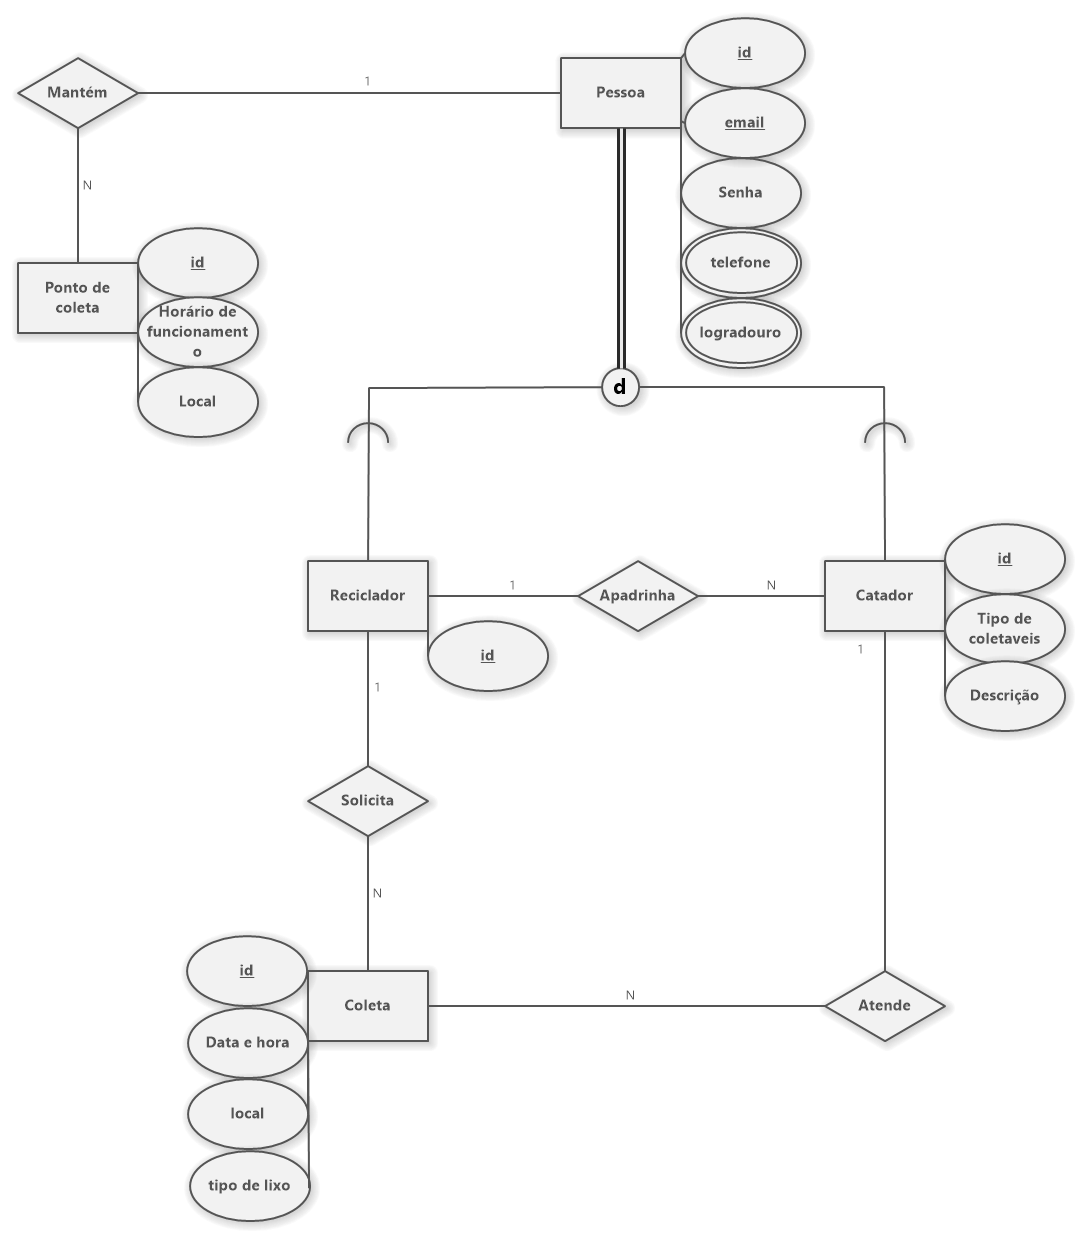 id
Mantém
1
Pessoa
email
N
Senha
id
telefone
Ponto de
coleta
Horário de
funcionament
o
logradouro
Local
d
id
Reciclador
1
Apadrinha
N
Catador
Tipo de
coletaveis
id
1
1
Descrição
Solicita
N
id
N
Coleta
Atende
Data e hora
local
tipo de lixo